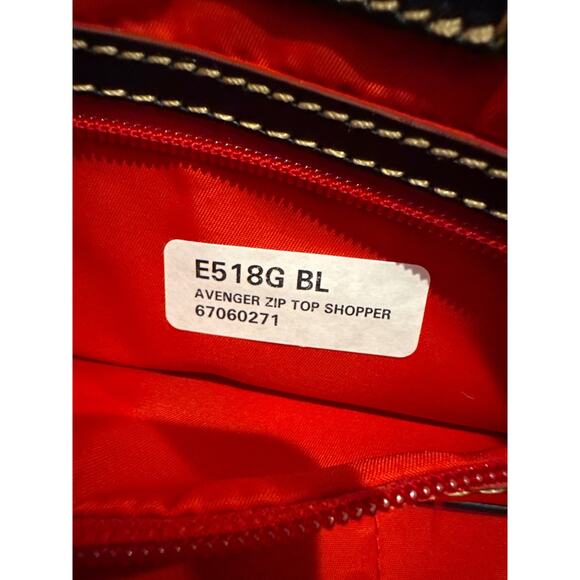 E518G BL
AVENGER ZIP TOP SHOPPER
67060271